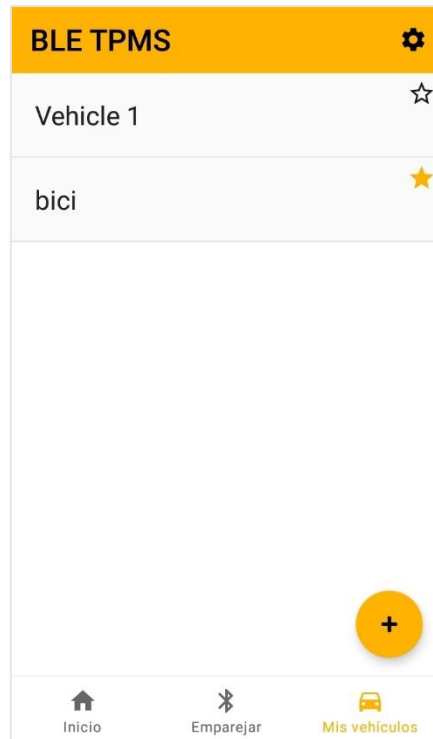 BLE TPMS
Vehicle 1
bici
+
Inicio
Emparejar
Mis vehículos